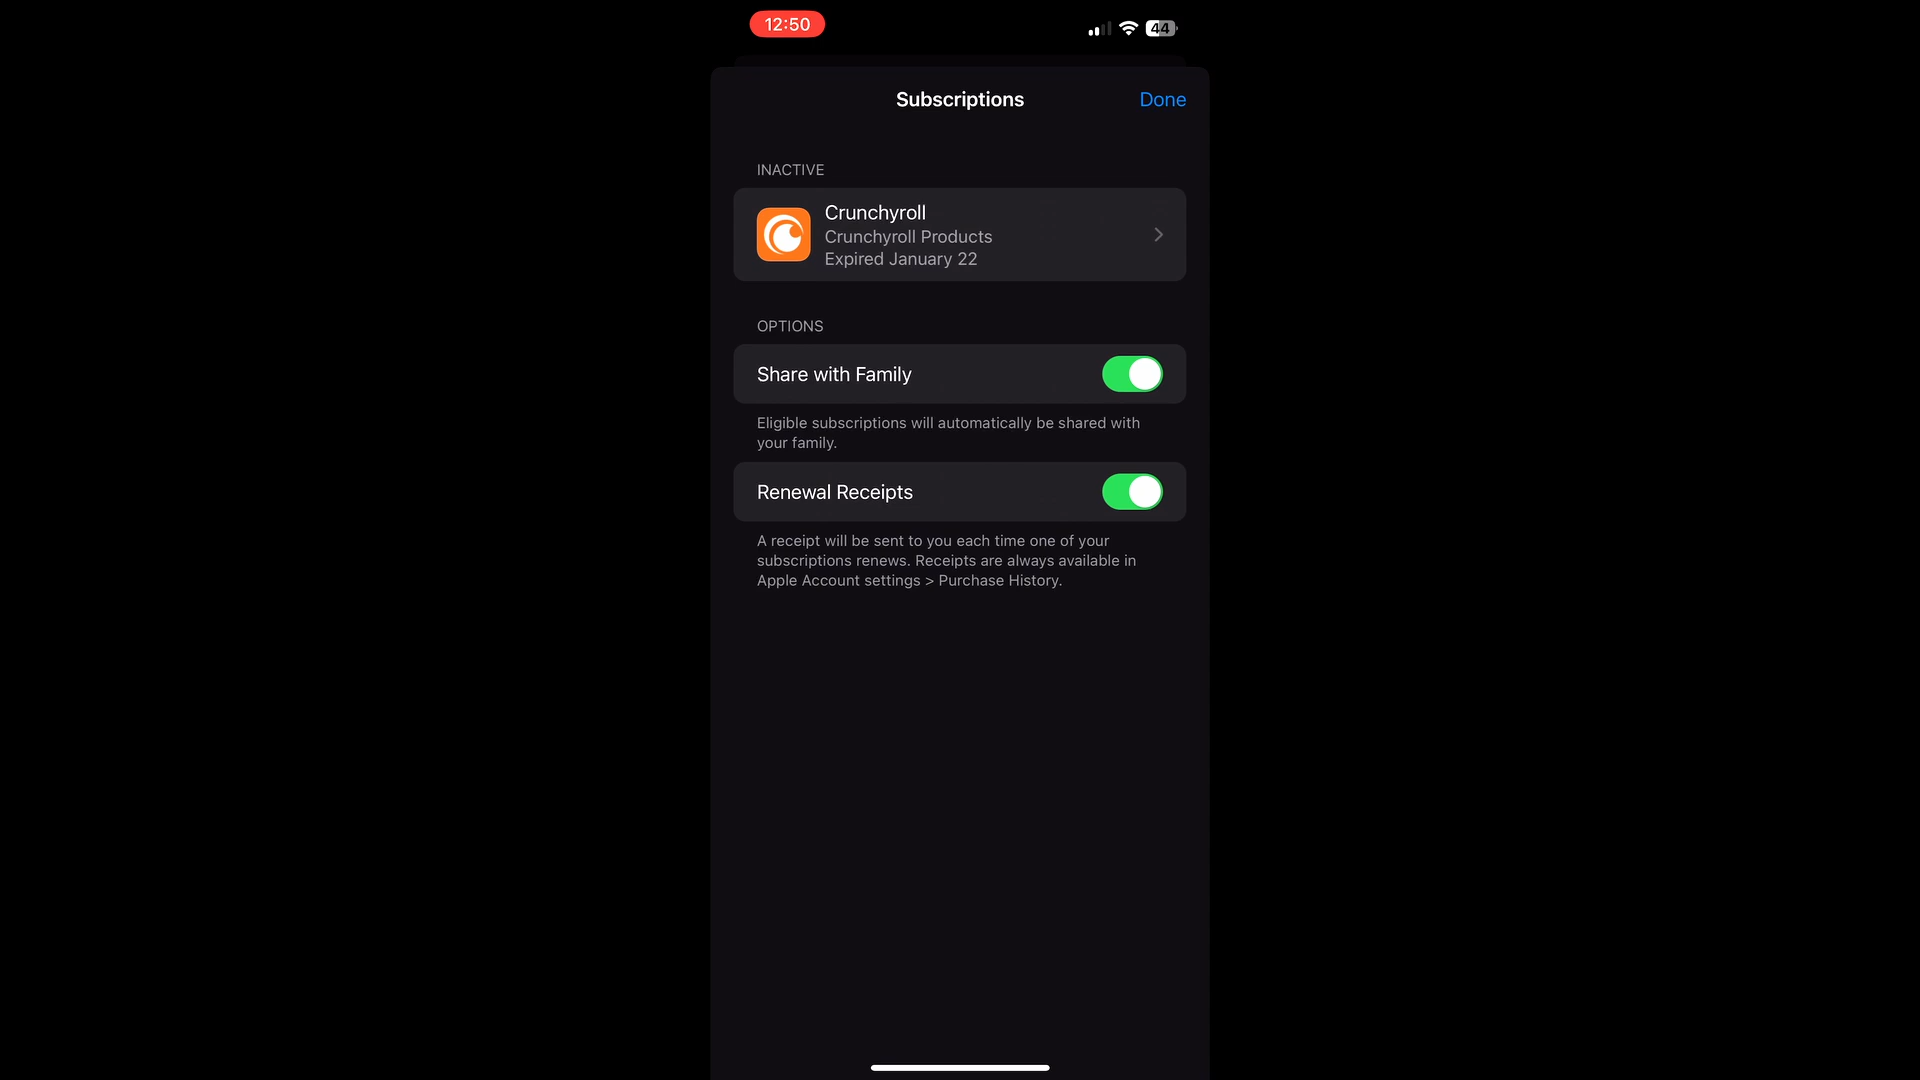 12:50
44
Subscriptions
Done
INACTIVE
Crunchyroll
Crunchyroll Products
Expired January 22
OPTIONS
Share with Family
Eligible subscriptions will automatically be shared with
your family.
Renewal Receipts
A receipt will be sent to you each time one of your
subscriptions renews. Receipts are always available in
Apple Account settings > Purchase History.